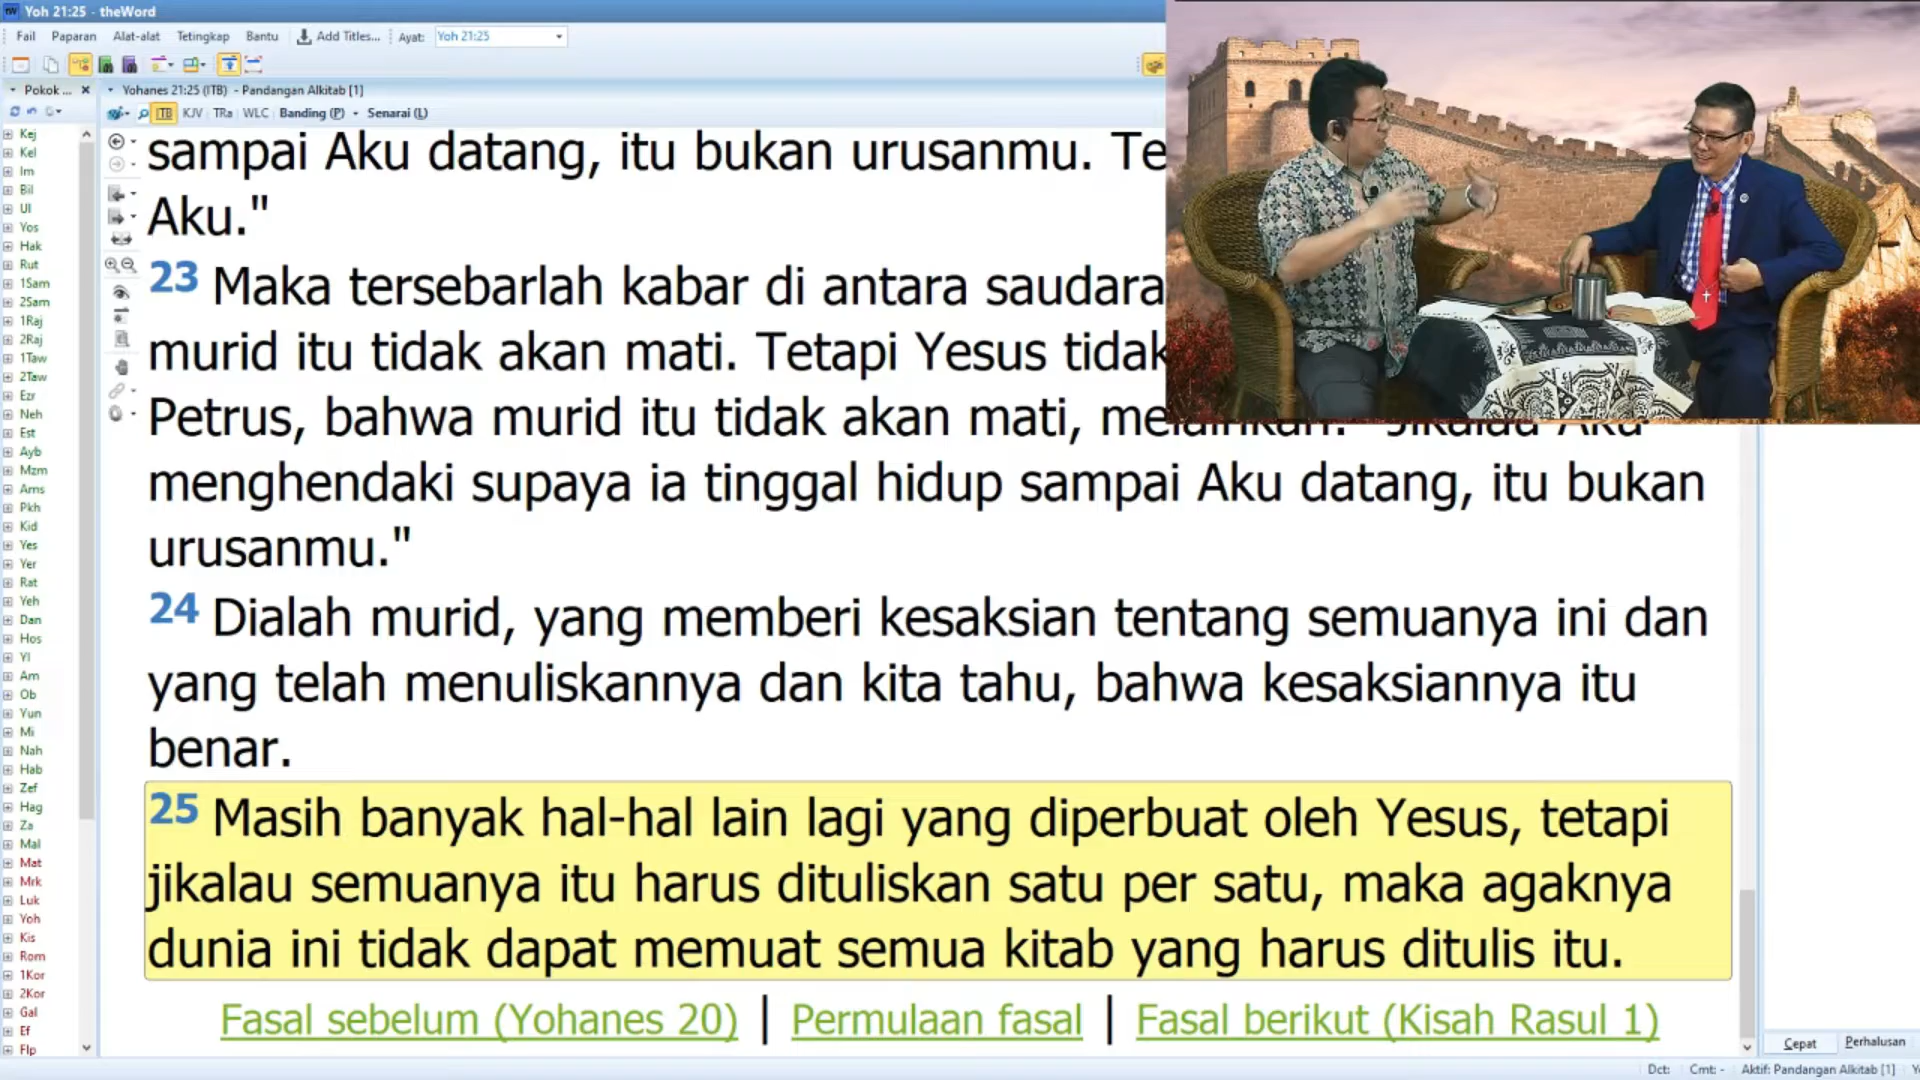 Yoh 21:25 - theWord
Fail Paparan Alat-alat Tetingkap Bantu Add Titles... Ayat: Yoh 21:25
Pokok ...
Yohanes 21:25 (ITB) - Pandangan Alkitab [1]
ITB KJV TRa WLC Banding (P) Senarai (L)
Kej
Kel
Im
Bil
Ul
Yos
Hak
Rut
1Sam
2Sam
1Raj
2Raj
1Taw
2Taw
Ezr
Neh
Est
Ayb
Mzm
Ams
Pkh
Kid
Yes
Yer
Rat
Yeh
Dan
Hos
Yl
Am
Ob
Yun
Mi
Nah
Hab
Zef
Hag
Za
Mal
Mat
Mrk
Luk
Yoh
Kis
Rom
1Kor
2Kor
Gal
Ef
Flp
sampai Aku datang, itu bukan urusanmu. Te
Aku."
23 Maka tersebarlah kabar di antara saudara
murid itu tidak akan mati. Tetapi Yesus tidak
Petrus, bahwa murid itu tidak akan mati, melainkan: "Jikalau Aku
menghendaki supaya ia tinggal hidup sampai Aku datang, itu bukan
urusanmu."
24 Dialah murid, yang memberi kesaksian tentang semuanya ini dan
yang telah menuliskannya dan kita tahu, bahwa kesaksiannya itu
benar.
25 Masih banyak hal-hal lain lagi yang diperbuat oleh Yesus, tetapi
jikalau semuanya itu harus dituliskan satu per satu, maka agaknya
dunia ini tidak dapat memuat semua kitab yang harus ditulis itu.
Fasal sebelum (Yohanes 20) | Permulaan fasal | Fasal berikut (Kisah Rasul 1)
Cepat Perhalusan
Dct: Cmt: - Aktif: Pandangan Alkitab [1] Y